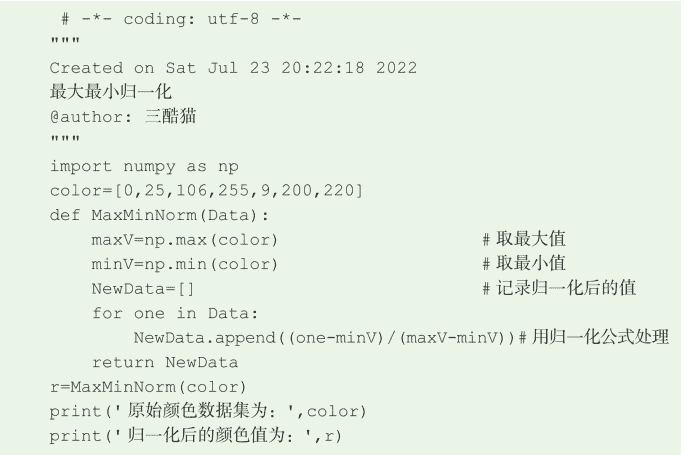 # -*- coding: utf-8 -*-
"""
Created on Sat Jul 23 20:22:18 2022
最大最小归一化
@author: 三酷猫
"""
import numpy as np
color=[0,25,106,255,9,200,220]
def MaxMinNorm(Data):
    maxV=np.max(color)    #取最大值
    minV=np.min(color)    #取最小值
    NewData=[]    #记录归一化后的值
    for one in Data:
        NewData.append((one-minV)/(maxV-minV))#用归一化公式处理
    return NewData
r=MaxMinNorm(color)
print('原始颜色数据集为：',color)
print('归一化后的颜色值为：',r)